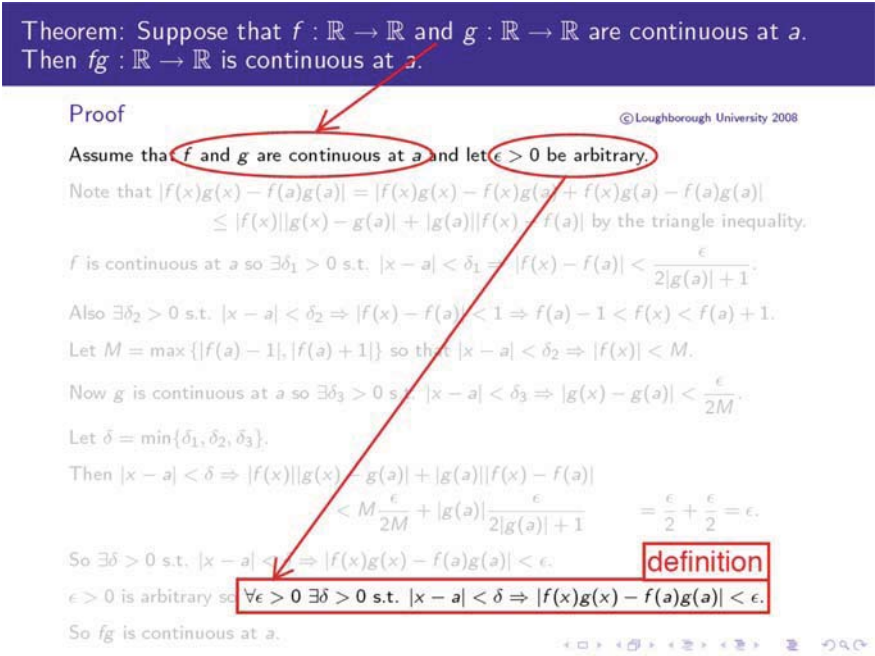 Theorem: Suppose that f : ℝ → ℝ and g : ℝ → ℝ are continuous at a.
Then fg : ℝ → ℝ is continuous at a.
Proof
©Loughborough University 2008
Assume that f and g are continuous at a and let ϵ > 0 be arbitrary.
Note that |f(x)g(x) − f(a)g(a)| = |f(x)g(x) − f(x)g(a) + f(x)g(a) − f(a)g(a)|
≤ |f(x)||g(x) − g(a)| + |g(a)||f(x) − f(a)| by the triangle inequality.
f is continuous at a so ∃δ₁ > 0 s.t. |x − a| < δ₁ ⇒ |f(x) − f(a)| < ϵ/(2|g(a)| + 1).
Also ∃δ₂ > 0 s.t. |x − a| < δ₂ ⇒ |f(x) − f(a)| < 1 ⇒ f(a) − 1 < f(x) < f(a) + 1.
Let M = max {|f(a) − 1|, |f(a) + 1|} so that |x − a| < δ₂ ⇒ |f(x)| < M.
Now g is continuous at a so ∃δ₃ > 0 s.t. |x − a| < δ₃ ⇒ |g(x) − g(a)| < ϵ/2M.
Let δ = min{δ₁, δ₂, δ₃}.
Then |x − a| < δ ⇒ |f(x)||g(x) − g(a)| + |g(a)||f(x) − f(a)|
< M ϵ/2M + |g(a)| ϵ/(2|g(a)| + 1) = ϵ/2 + ϵ/2 = ϵ.
So ∃δ > 0 s.t. |x − a| < δ ⇒ |f(x)g(x) − f(a)g(a)| < ϵ.
definition
ϵ > 0 is arbitrary so ∀ϵ > 0 ∃δ > 0 s.t. |x − a| < δ ⇒ |f(x)g(x) − f(a)g(a)| < ϵ.
So fg is continuous at a.